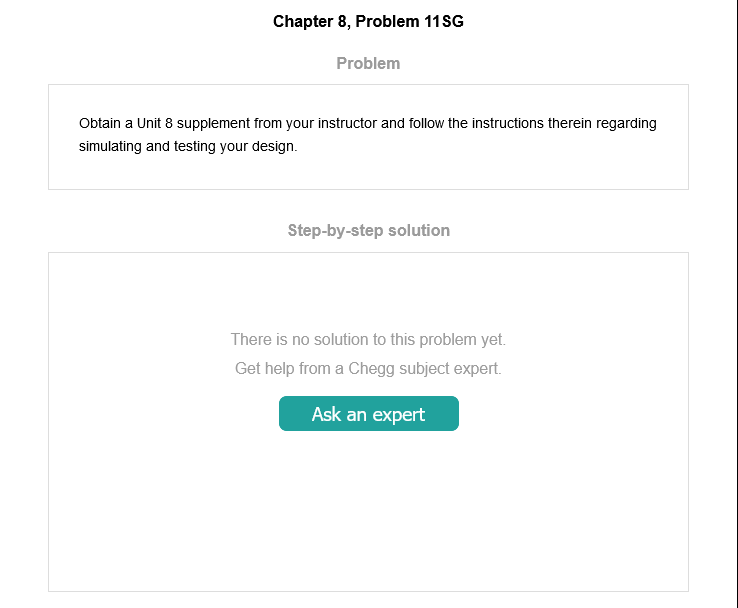 Chapter 8, Problem 11SG
Problem
Obtain a Unit 8 supplement from your instructor and follow the instructions therein regarding
simulating and testing your design.
Step-by-step solution
There is no solution to this problem yet.
Get help from a Chegg subject expert.
Ask an expert